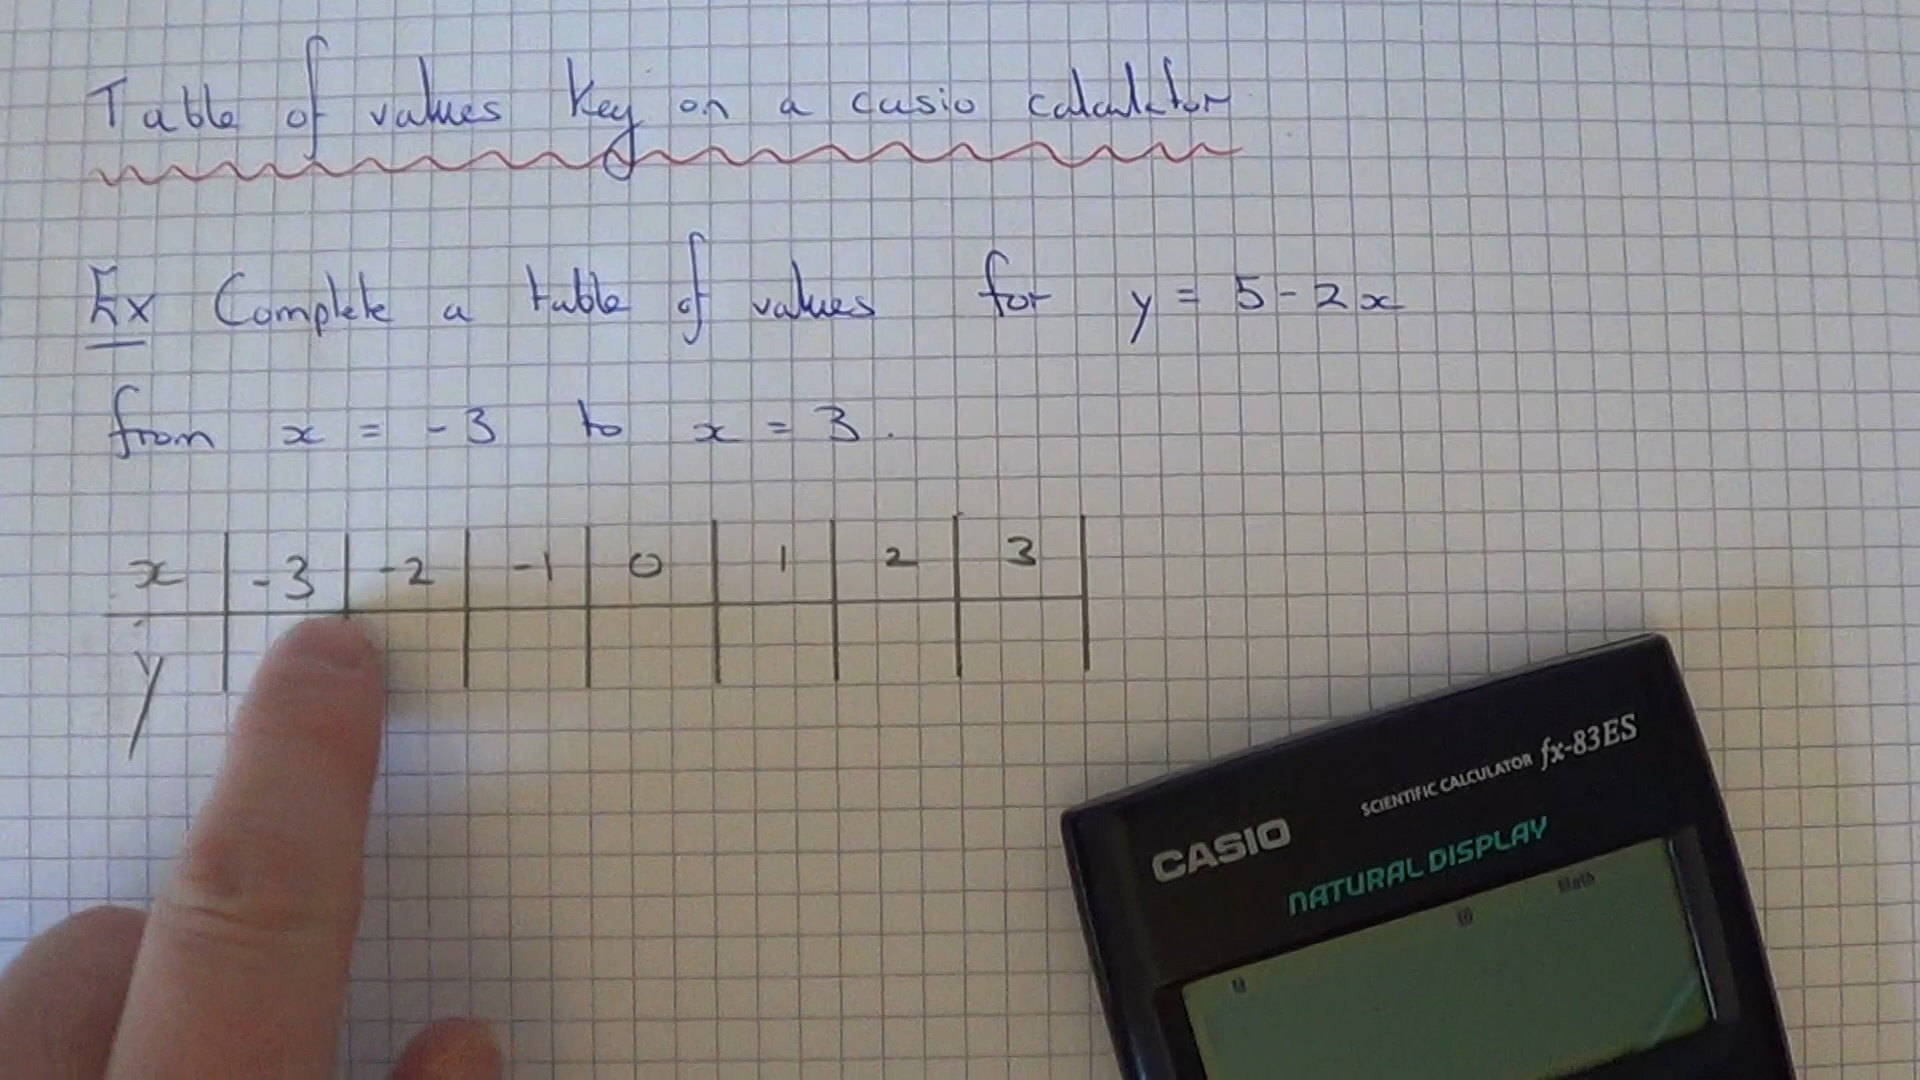 Table of values key on a casio calculator
Ex Complete a table of values for y = 5 - 2x
from x = -3 to x = 3.
x -3 -2 -1 0 1 2 3
y
SCIENTIFIC CALCULATOR fx-83ES
CASIO
NATURAL DISPLAY
M D Math